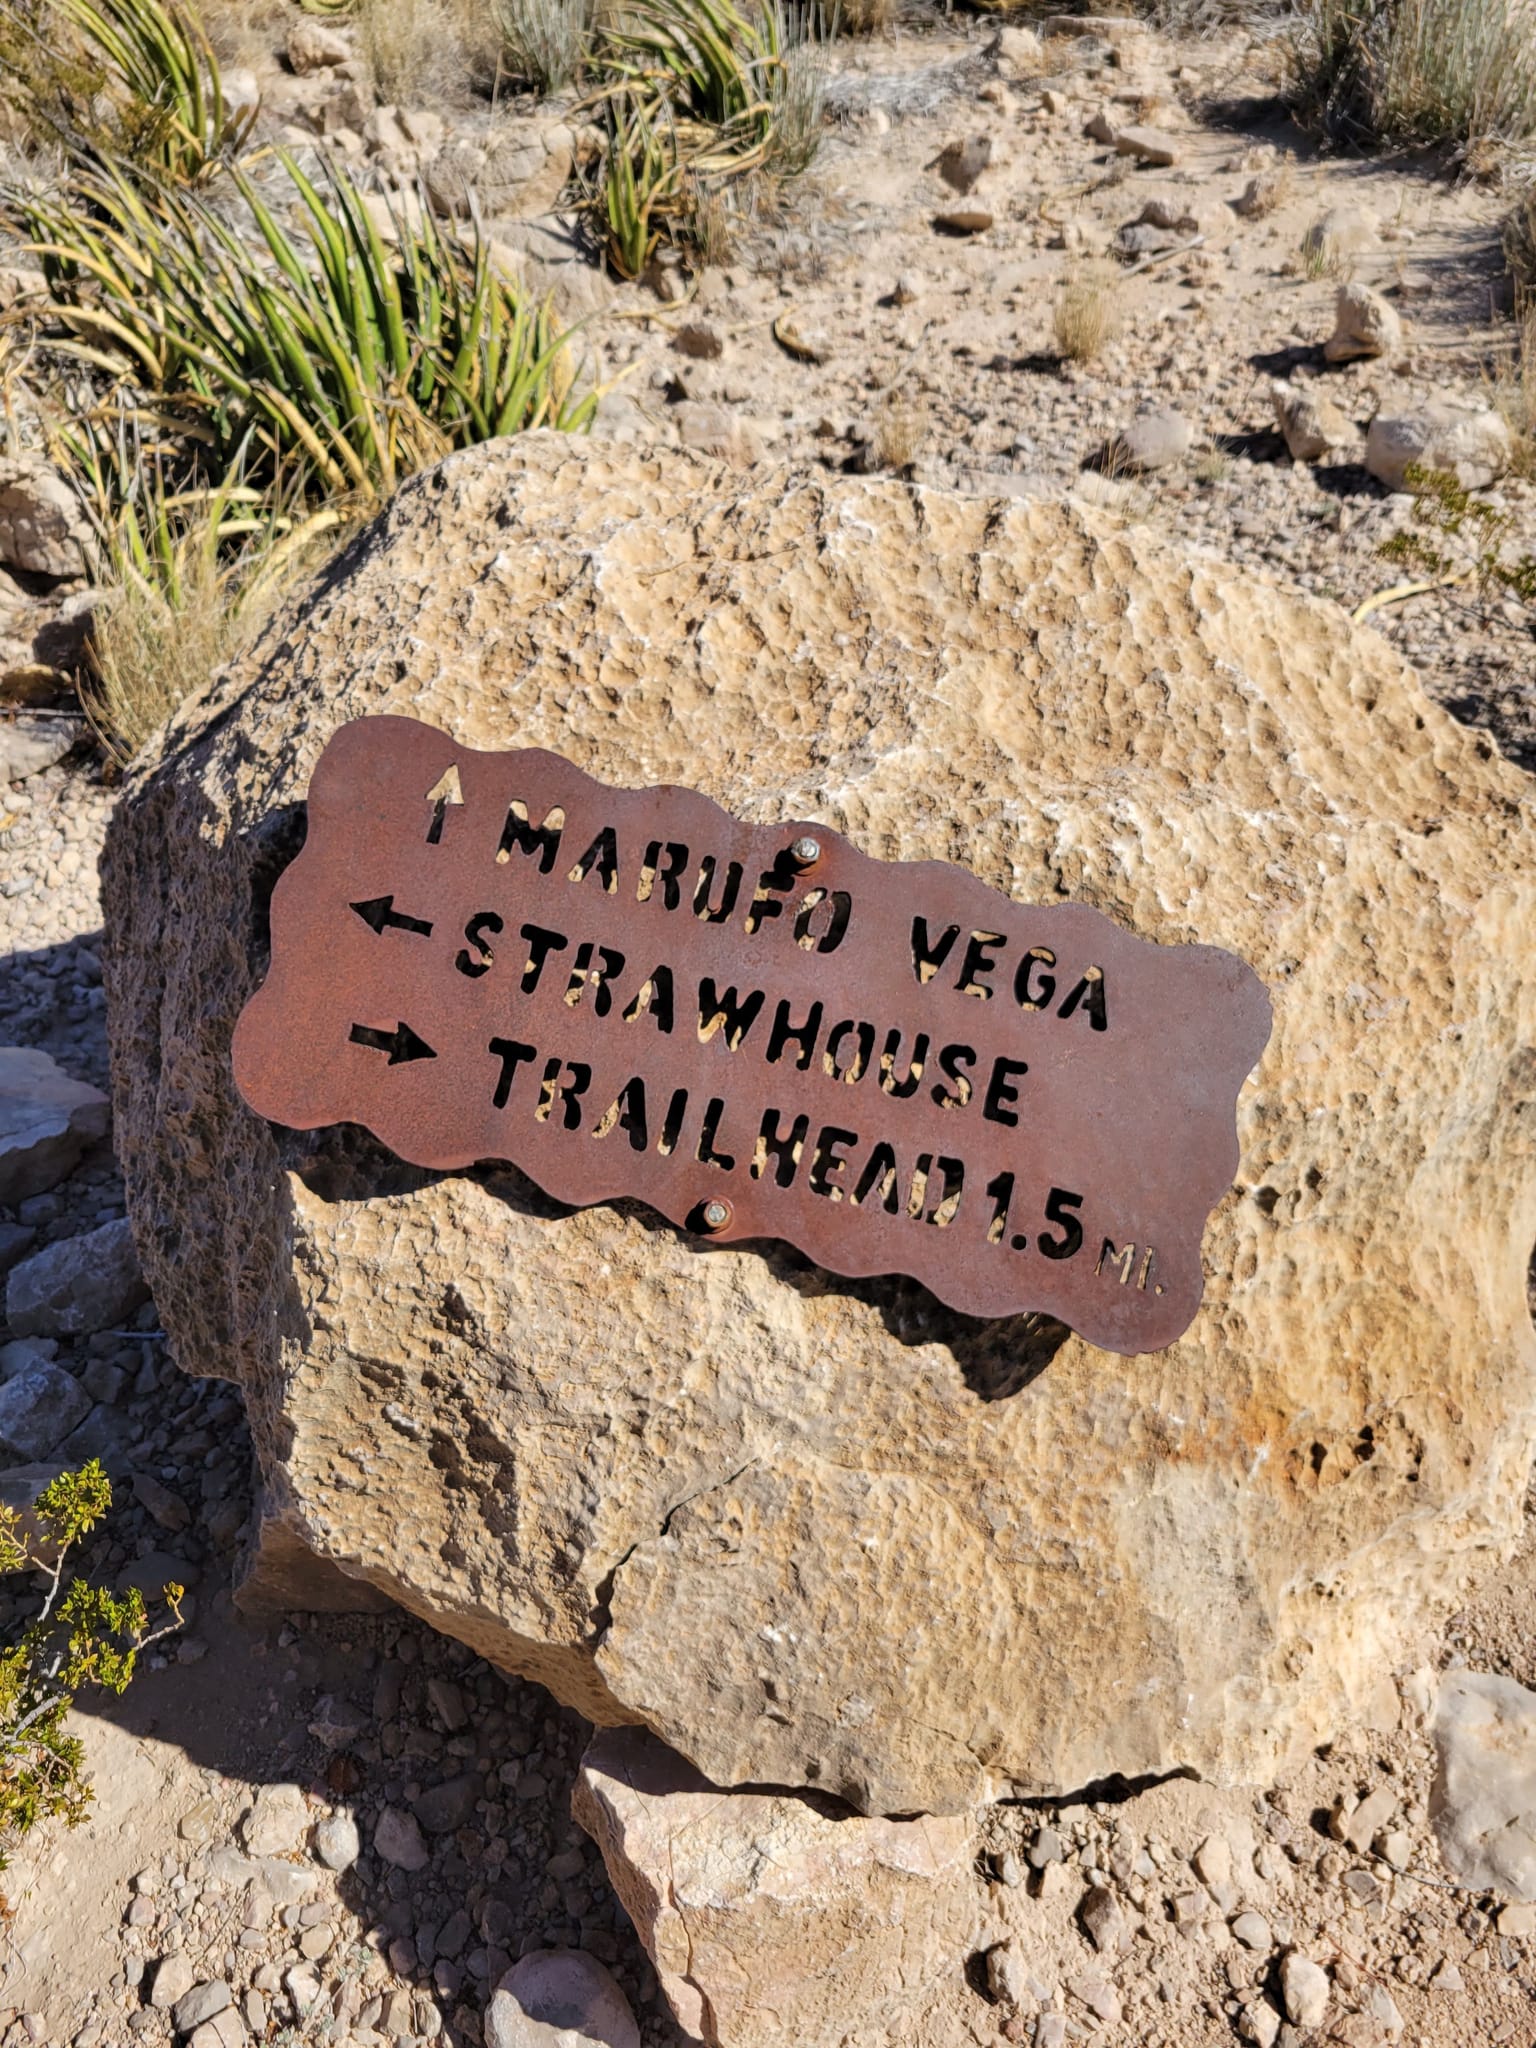 ↑ MARUFO VEGA
← STRAWHOUSE
→ TRAILHEAD 1.5 MI.